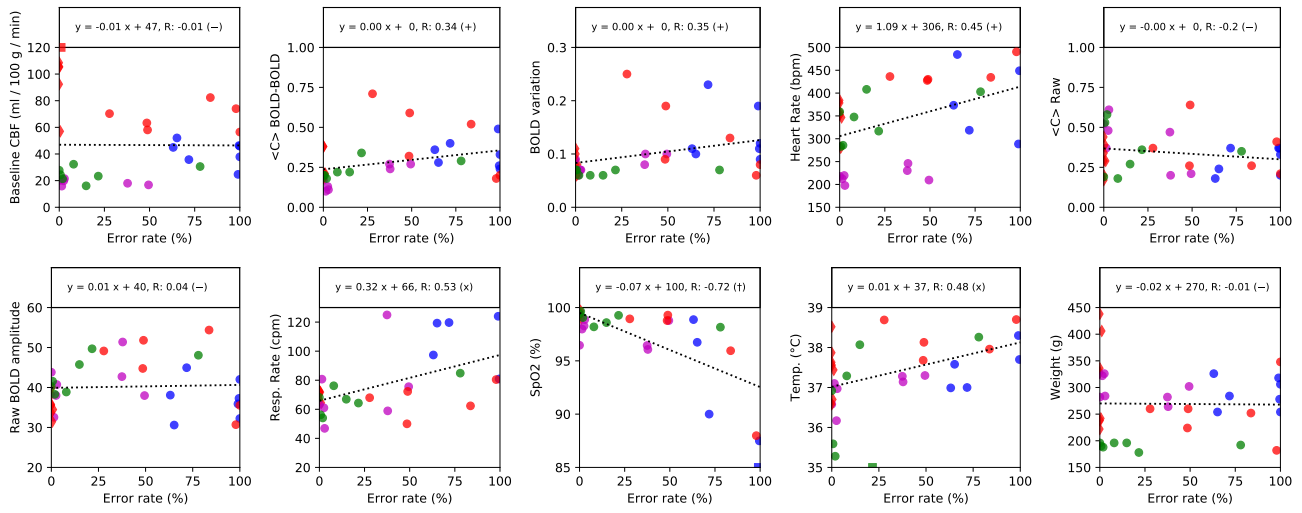 y = -0.01 x + 47, R: -0.01 (−)
Baseline CBF (ml / 100 g / min)
120
100
80
60
40
20
0
0 25 50 75 100
Error rate (%)
y = 0.00 x + 0, R: 0.34 (+)
<C> BOLD-BOLD
1.00
0.75
0.50
0.25
0.00
0 25 50 75 100
Error rate (%)
y = 0.00 x + 0, R: 0.35 (+)
BOLD variation
0.3
0.2
0.1
0.0
0 25 50 75 100
Error rate (%)
y = 1.09 x + 306, R: 0.45 (+)
Heart Rate (bpm)
500
450
400
350
300
250
200
150
0 25 50 75 100
Error rate (%)
y = -0.00 x + 0, R: -0.2 (−)
<C> Raw
1.00
0.75
0.50
0.25
0.00
0 25 50 75 100
Error rate (%)
y = 0.01 x + 40, R: 0.04 (−)
Raw BOLD amplitude
60
50
40
30
20
0 25 50 75 100
Error rate (%)
y = 0.32 x + 66, R: 0.53 (x)
Resp. Rate (cpm)
120
100
80
60
40
20
0 25 50 75 100
Error rate (%)
y = -0.07 x + 100, R: -0.72 (†)
SpO2 (%)
100
95
90
85
0 25 50 75 100
Error rate (%)
y = 0.01 x + 37, R: 0.48 (x)
Temp. (°C)
39
38
37
36
35
0 25 50 75 100
Error rate (%)
y = -0.02 x + 270, R: -0.01 (−)
Weight (g)
450
400
350
300
250
200
150
0 25 50 75 100
Error rate (%)